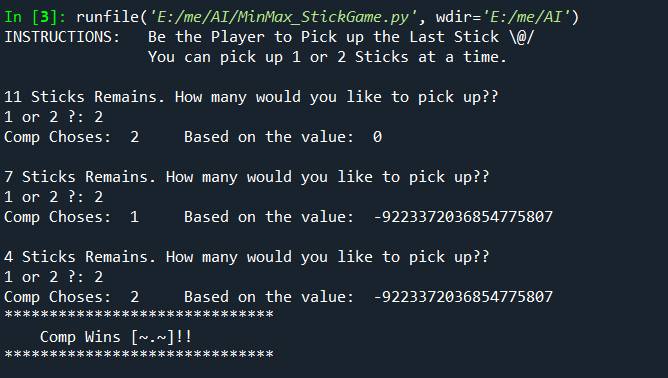 In [3]: runfile('E:/me/AI/MinMax_StickGame.py', wdir='E:/me/AI')
INSTRUCTIONS:   Be the Player to Pick up the Last Stick \@/
                You can pick up 1 or 2 Sticks at a time.

11 Sticks Remains. How many would you like to pick up??
1 or 2 ?: 2
Comp Choses:  2     Based on the value:  0

7 Sticks Remains. How many would you like to pick up??
1 or 2 ?: 2
Comp Choses:  1     Based on the value:  -9223372036854775807

4 Sticks Remains. How many would you like to pick up??
1 or 2 ?: 2
Comp Choses:  2     Based on the value:  -9223372036854775807
******************************
    Comp Wins [~.~]!!
******************************